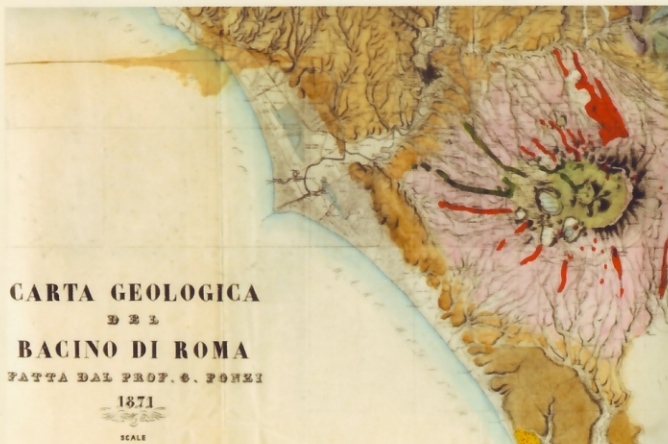 CARTA GEOLOGICA
DEL
BACINO DI ROMA
FATTA DAL PROF. G. PONZI
1871
SCALE